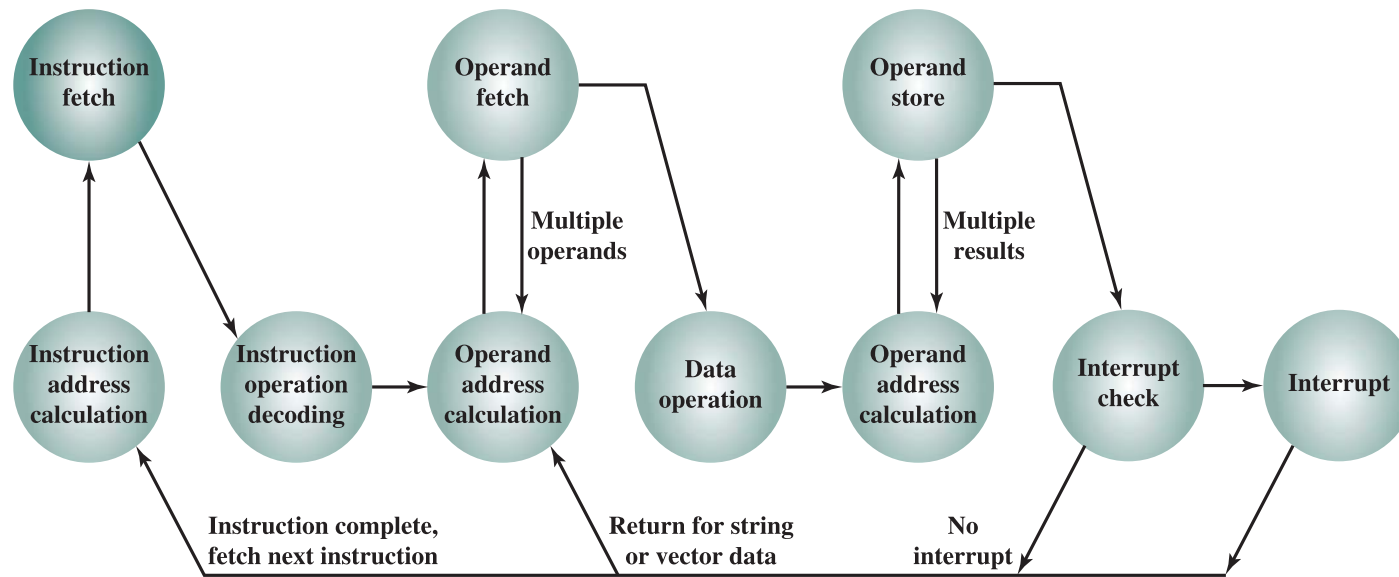 Instruction
fetch
Operand
fetch
Operand
store
Multiple
operands
Multiple
results
Instruction
address
calculation
Instruction
operation
decoding
Operand
address
calculation
Data
operation
Operand
address
calculation
Interrupt
check
Interrupt
Instruction complete,
fetch next instruction
Return for string
or vector data
No
interrupt